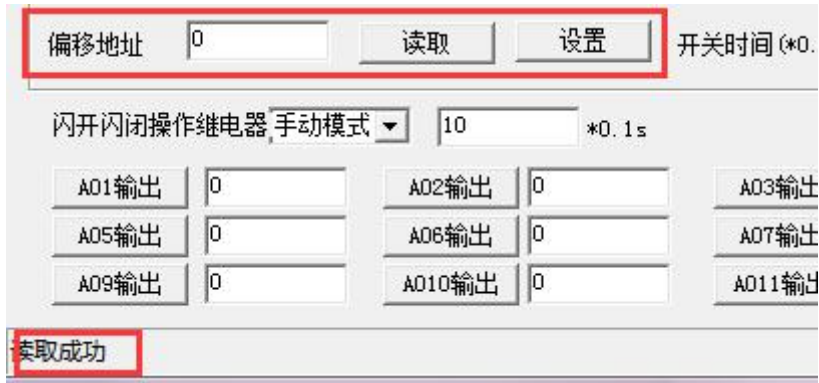 偏移地址 0 读取 设置 开关时间(*0.
闪开闪闭操作继电器 手动模式 10 *0.1s
A01输出 0 A02输出 0 A03输出
A05输出 0 A06输出 0 A07输出
A09输出 0 A010输出 0 A011输出
读取成功